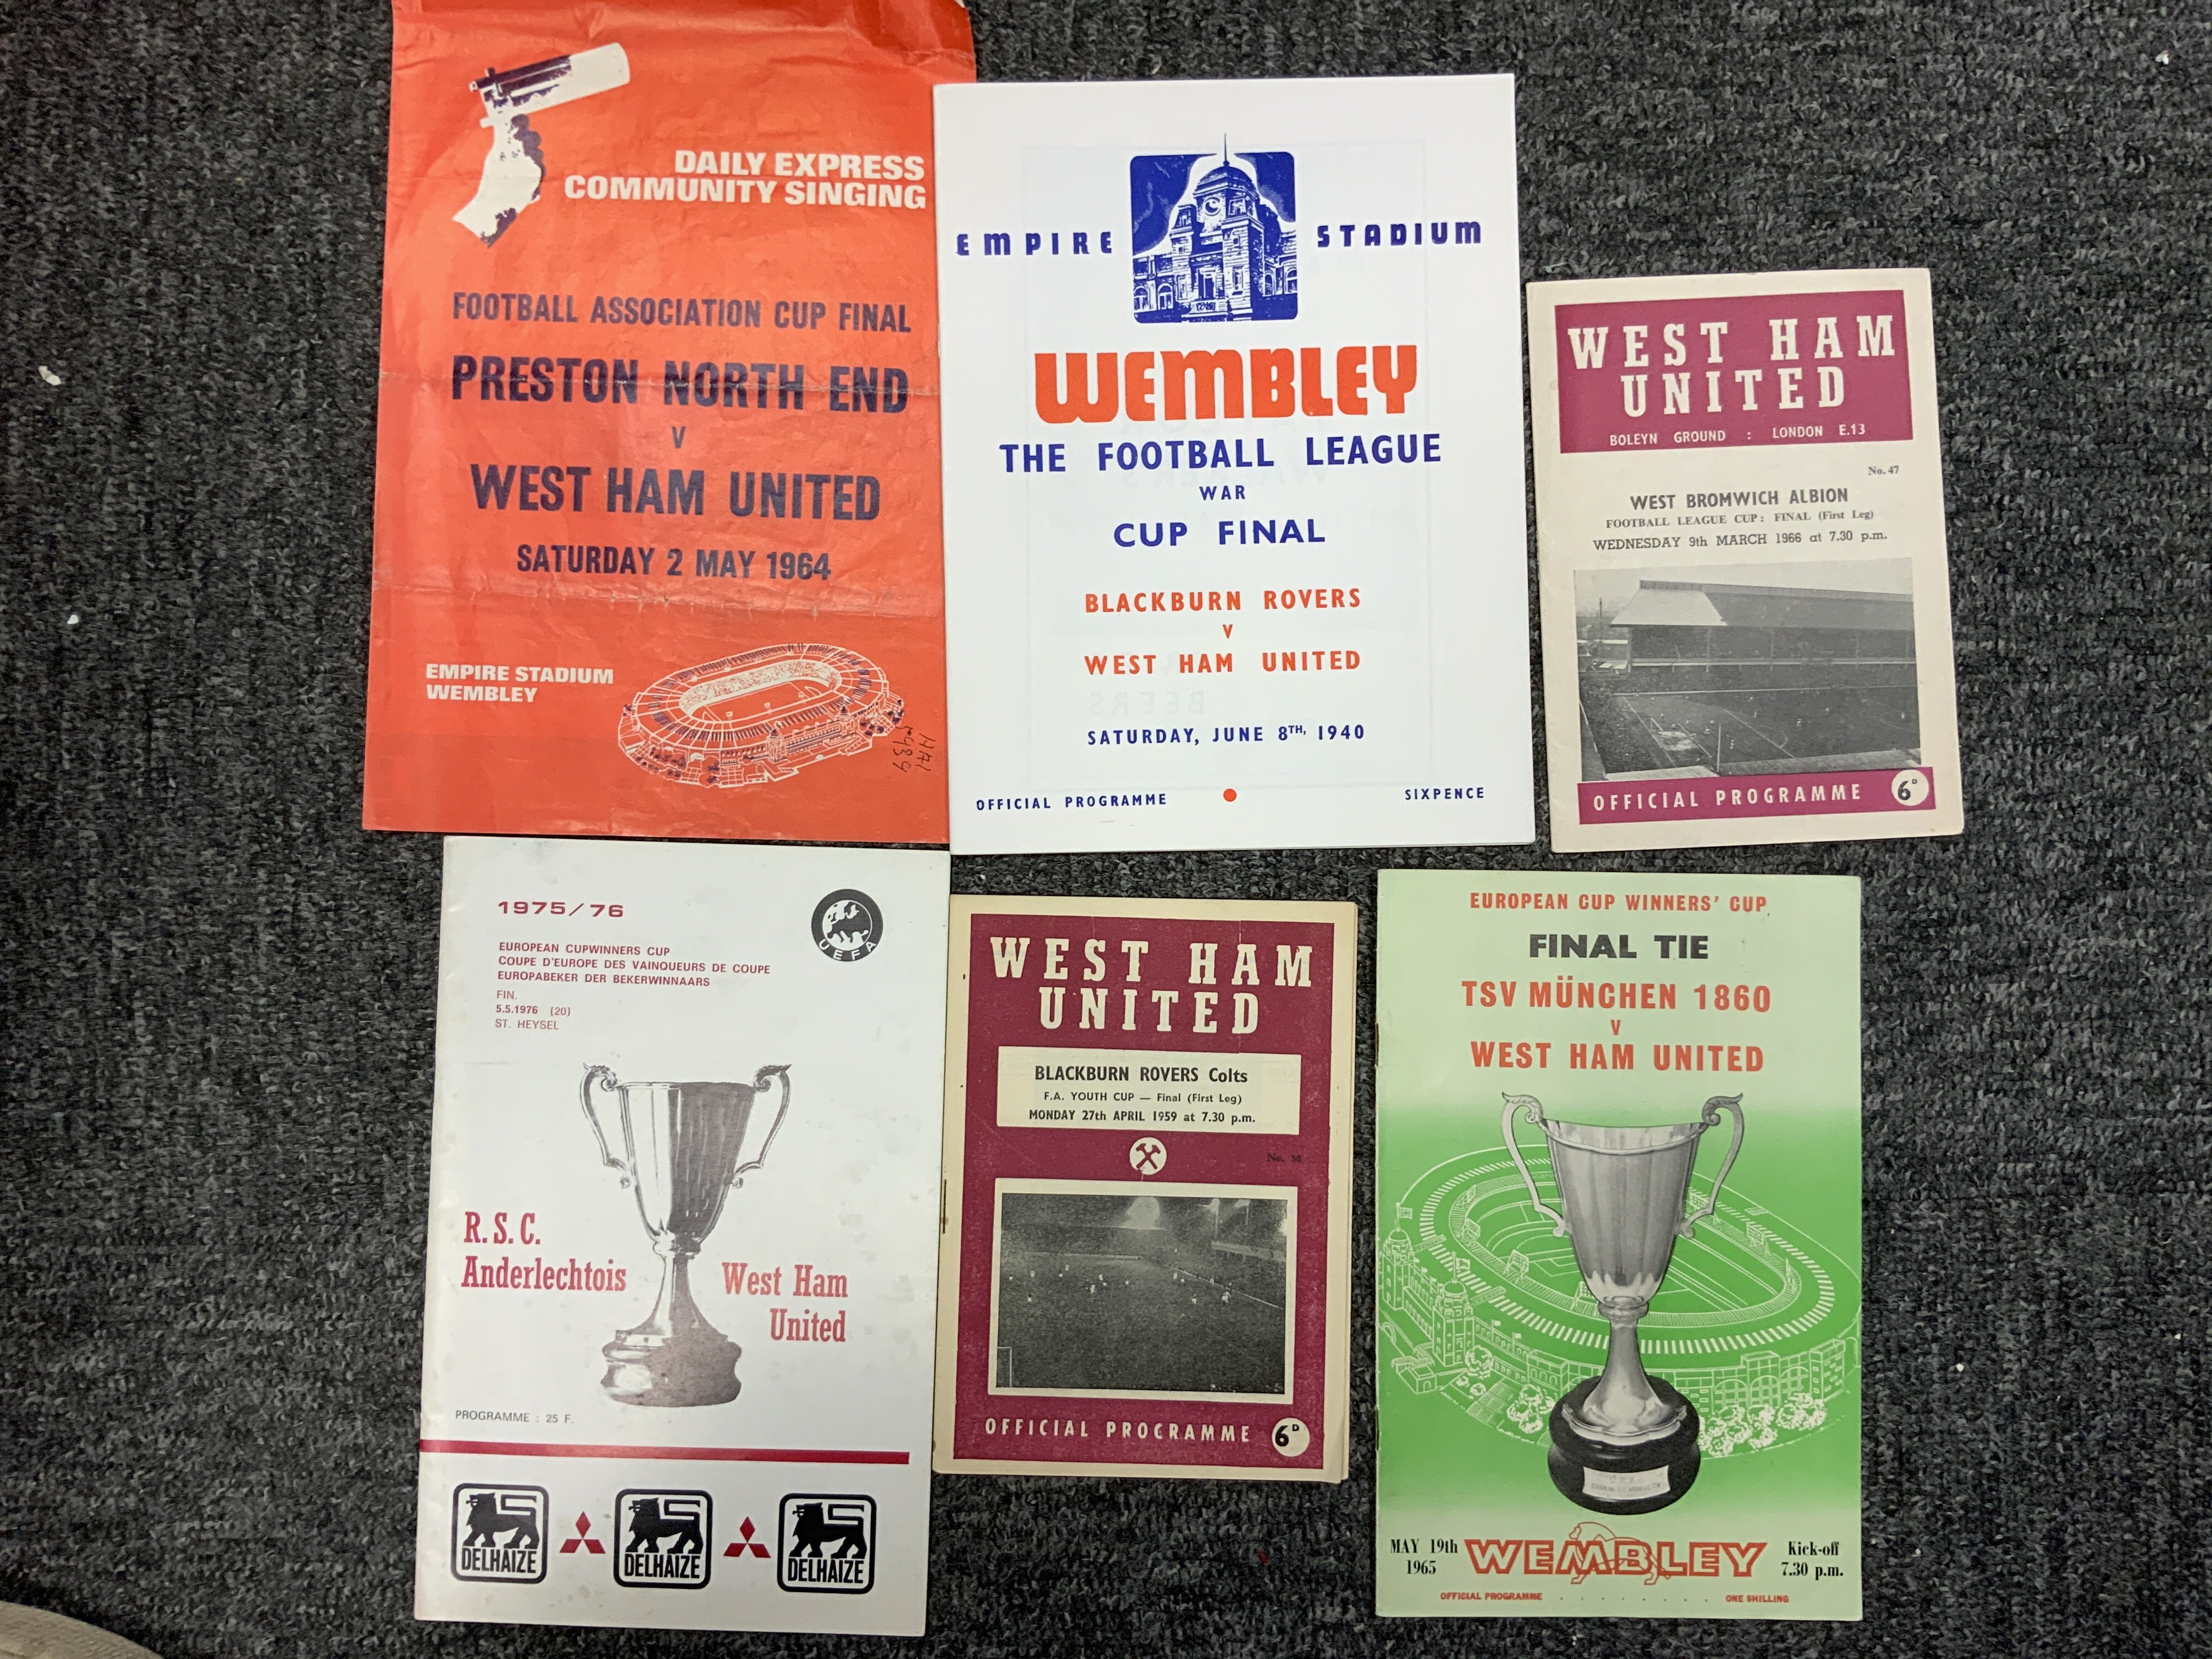 DAILY EXPRESS
COMMUNITY SINGING
FOOTBALL ASSOCIATION CUP FINAL
PRESTON NORTH END
V
WEST HAM UNITED
SATURDAY 2 MAY 1964
EMPIRE STADIUM
WEMBLEY
EMPIRE STADIUM
WEMBLEY
THE FOOTBALL LEAGUE
WAR
CUP FINAL
BLACKBURN ROVERS
V
WEST HAM UNITED
SATURDAY, JUNE 8TH, 1940
OFFICIAL PROGRAMME SIXPENCE
WEST HAM
UNITED
BOLEYN GROUND : LONDON E.13
No. 47
WEST BROMWICH ALBION
FOOTBALL LEAGUE CUP: FINAL (First Leg)
WEDNESDAY 9th MARCH 1966 at 7.30 p.m.
OFFICIAL PROGRAMME 6D
1975/76
UEFA
EUROPEAN CUPWINNERS CUP
COUPE D'EUROPE DES VAINQUEURS DE COUPE
EUROPABEKER DER BEKERWINNAARS
FIN.
5.5.1976 (20)
ST. HEYSEL
R.S.C.
Anderlechtois
West Ham
United
PROGRAMME : 25 F.
DELHAIZE DELHAIZE DELHAIZE
WEST HAM
UNITED
BLACKBURN ROVERS Colts
F.A. YOUTH CUP — Final (First Leg)
MONDAY 27th APRIL 1959 at 7.30 p.m.
OFFICIAL PROGRAMME 6D
EUROPEAN CUP WINNERS' CUP
FINAL TIE
TSV MÜNCHEN 1860
V
WEST HAM UNITED
MAY 19th
1965
WEMBLEY
Kick-off
7.30 p.m.
OFFICIAL PROGRAMME . . . . . . . ONE SHILLING